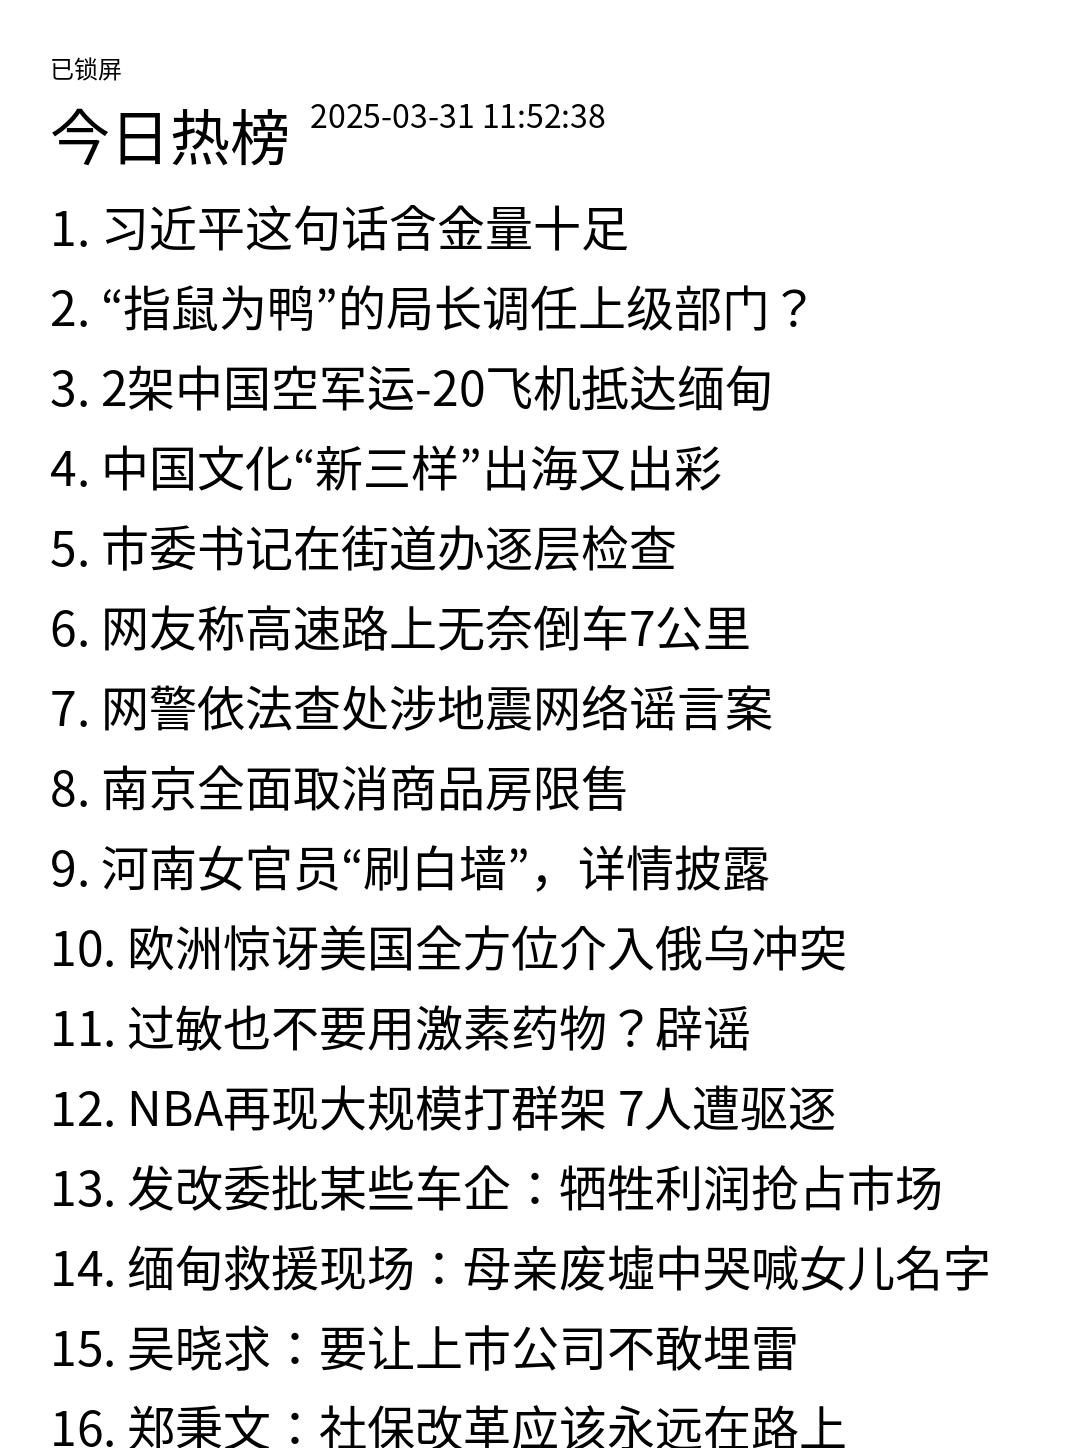 已锁屏
今日热榜 2025-03-31 11:52:38
1. 习近平这句话含金量十足
2. “指鼠为鸭”的局长调任上级部门？
3. 2架中国空军运-20飞机抵达缅甸
4. 中国文化“新三样”出海又出彩
5. 市委书记在街道办逐层检查
6. 网友称高速路上无奈倒车7公里
7. 网警依法查处涉地震网络谣言案
8. 南京全面取消商品房限售
9. 河南女官员“刷白墙”，详情披露
10. 欧洲惊讶美国全方位介入俄乌冲突
11. 过敏也不要用激素药物？辟谣
12. NBA再现大规模打群架 7人遭驱逐
13. 发改委批某些车企：牺牲利润抢占市场
14. 缅甸救援现场：母亲废墟中哭喊女儿名字
15. 吴晓求：要让上市公司不敢埋雷
16. 郑秉文：社保改革应该永远在路上